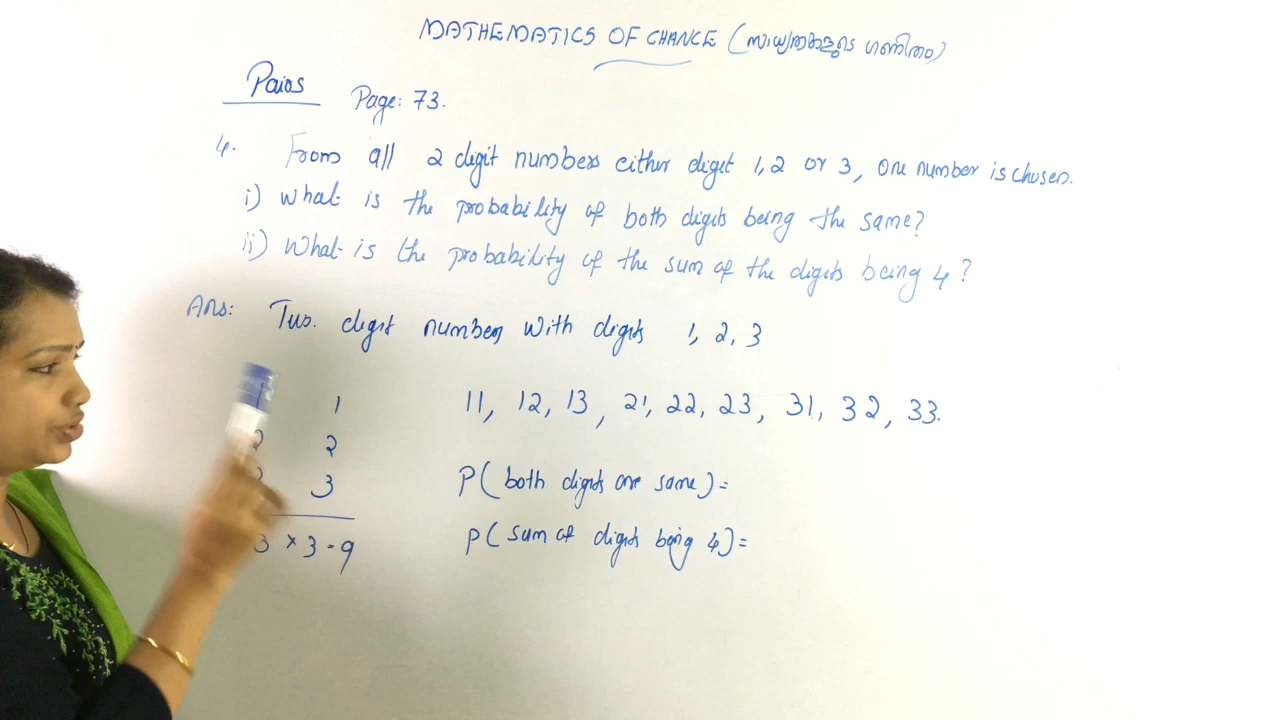 MATHEMATICS OF CHANCE (സാധ്യതകളുടെ ഗണിതം)
Pairs Page: 73.
4. From all 2 digit numbers either digit 1, 2 or 3, one number is chosen.
i) What is the probability of both digits being the same?
ii) What is the probability of the sum of the digits being 4?
Ans: Two. digit numbers with digits 1, 2, 3
1 1
2 2
3
3 × 3 = 9
11, 12, 13, 21, 22, 23, 31, 32, 33.
P( both digits are same ) =
P( sum of digits being 4 ) =